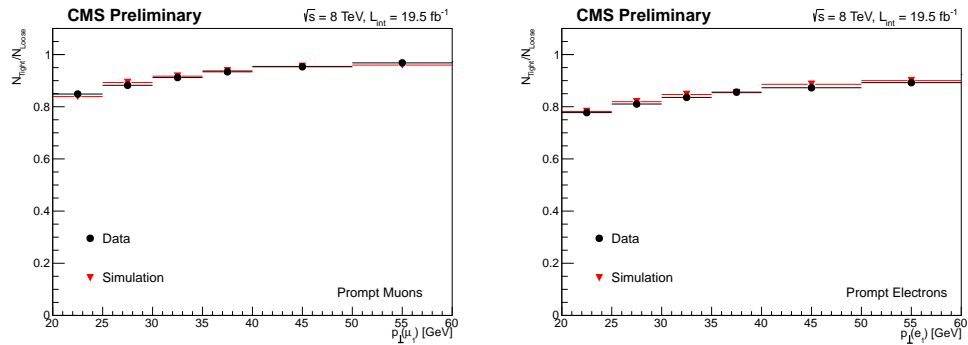 CMS Preliminary
√s = 8 TeV, L_int = 19.5 fb⁻¹
N_Tight/N_Loose
1
0.8
0.6
0.4
0.2
0
Data
Simulation
Prompt Muons
20 25 30 35 40 45 50 55 60
p_⊥(μ_1) [GeV]
CMS Preliminary
√s = 8 TeV, L_int = 19.5 fb⁻¹
N_Tight/N_Loose
1
0.8
0.6
0.4
0.2
0
Data
Simulation
Prompt Electrons
20 25 30 35 40 45 50 55 60
p_⊥(e_1) [GeV]